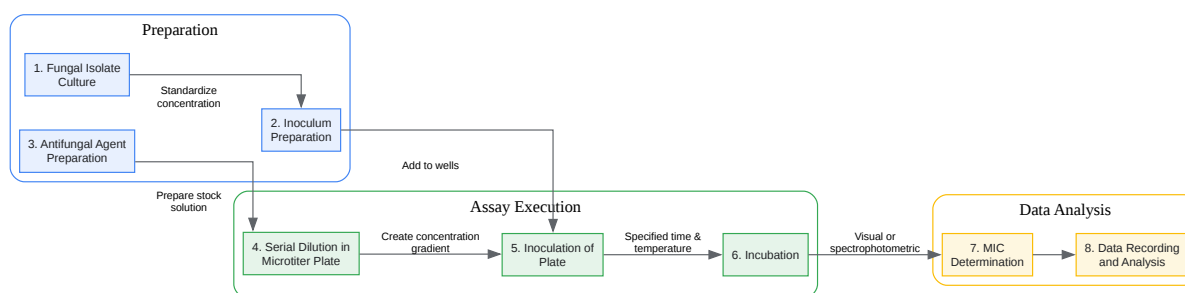 Preparation
1. Fungal Isolate
Culture
Standardize
concentration
2. Inoculum
Preparation
3. Antifungal Agent
Preparation
Add to wells
Prepare stock
solution
Assay Execution
4. Serial Dilution in
Microtiter Plate
Create concentration
gradient
5. Inoculation of
Plate
Specified time &
temperature
6. Incubation
Visual or
spectrophotometric
Data Analysis
7. MIC
Determination
8. Data Recording
and Analysis